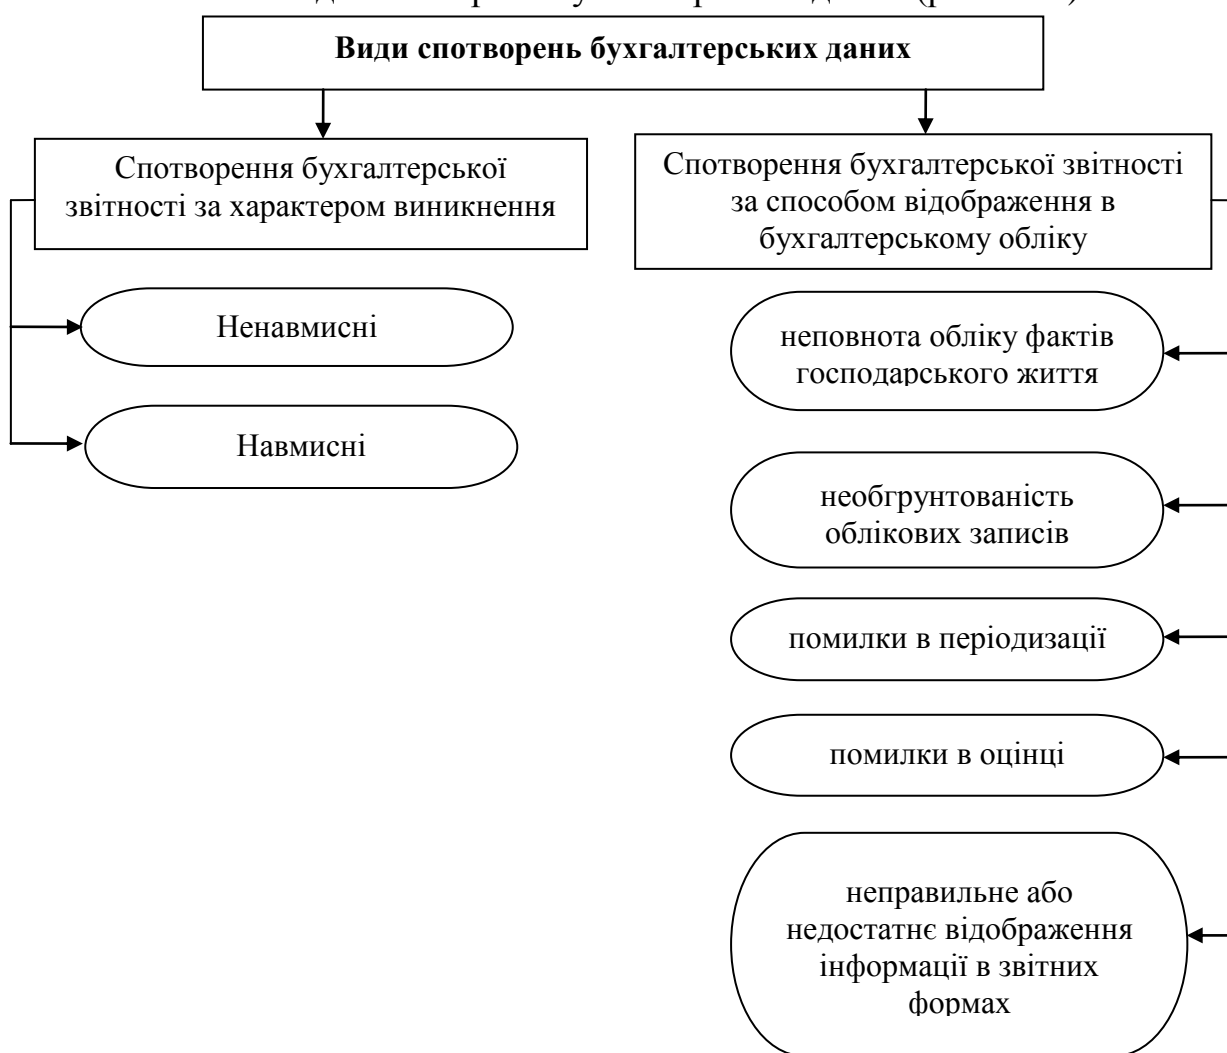 Види спотворень бухгалтерських даних
Спотворення бухгалтерської
звітності за характером виникнення
Ненавмисні
Навмисні
Спотворення бухгалтерської звітності
за способом відображення в
бухгалтерському обліку
неповнота обліку фактів
господарського життя
необгрунтованість
облікових записів
помилки в періодизації
помилки в оцінці
неправильне або
недостатнє відображення
інформації в звітних
формах